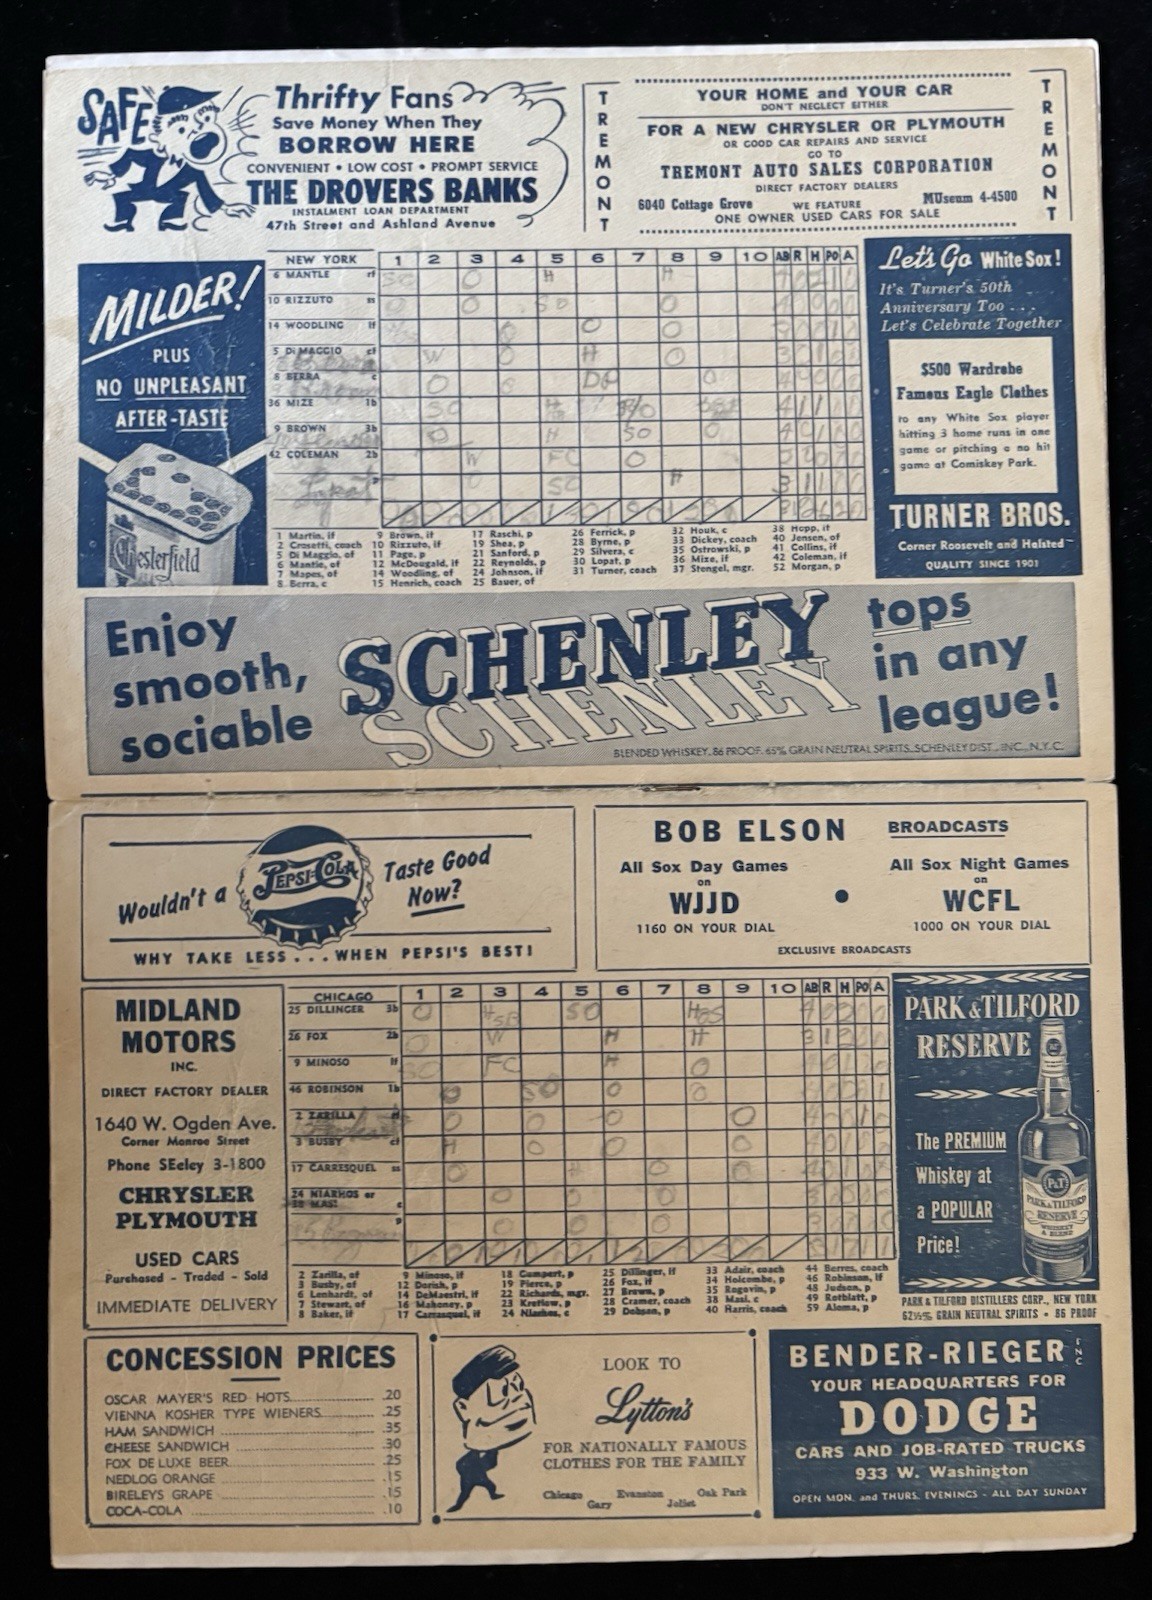 SAFE
Thrifty Fans
Save Money When They
BORROW HERE
CONVENIENT • LOW COST • PROMPT SERVICE
THE DROVERS BANKS
INSTALMENT LOAN DEPARTMENT
47th Street and Ashland Avenue
TREMONT
YOUR HOME and YOUR CAR
DON'T NEGLECT EITHER
FOR A NEW CHRYSLER OR PLYMOUTH
OR GOOD CAR REPAIRS AND SERVICE
GO TO
TREMONT AUTO SALES CORPORATION
DIRECT FACTORY DEALERS
6040 Cottage Grove WE FEATURE MUseum 4-4500
ONE OWNER USED CARS FOR SALE
TREMONT
MILDER!
PLUS
NO UNPLEASANT
AFTER-TASTE
Chesterfield
NEW YORK 1 2 3 4 5 6 7 8 9 10 AB R H PO A
6 MANTLE rf
10 RIZZUTO ss
14 WOODLING lf
5 Di MAGGIO cf
8 BERRA c
36 MIZE 1b
9 BROWN 3b
42 COLEMAN 2b
Lopat
1 Martin, if 9 Brown, if 17 Raschi, p 26 Ferrick, p 32 Houk, c 38 Hopp, if
2 Crosetti, coach 10 Rizzuto, if 19 Shea, p 28 Byrne, p 33 Dickey, coach 40 Jensen, of
5 Di Maggio, of 11 Page, p 21 Sanford, p 29 Silvera, c 35 Ostrowski, p 41 Collins, if
6 Mantle, of 12 McDougald, if 22 Reynolds, p 30 Lopat, p 36 Mize, if 42 Coleman, if
7 Mapes, of 14 Woodling, of 24 Johnson, if 31 Turner, coach 37 Stengel, mgr. 52 Morgan, p
8 Berra, c 15 Henrich, coach 25 Bauer, of
Let's Go White Sox!
It's Turner's 50th
Anniversary Too ....
Let's Celebrate Together
$500 Wardrobe
Famous Eagle Clothes
to any White Sox player
hitting 3 home runs in one
game or pitching a no hit
game at Comiskey Park.
TURNER BROS.
Corner Roosevelt and Halsted
QUALITY SINCE 1901
Enjoy
smooth,
sociable
SCHENLEY
SCHENLEY
tops
in any
league!
BLENDED WHISKEY. 86 PROOF. 65% GRAIN NEUTRAL SPIRITS. SCHENLEY DIST., INC., N.Y.C.
Wouldn't a
PEPSI-COLA
Taste Good
Now?
WHY TAKE LESS . . . WHEN PEPSI'S BEST!
BOB ELSON BROADCASTS
All Sox Day Games
on
WJJD
1160 ON YOUR DIAL
•
All Sox Night Games
on
WCFL
1000 ON YOUR DIAL
EXCLUSIVE BROADCASTS
MIDLAND
MOTORS
INC.
DIRECT FACTORY DEALER
1640 W. Ogden Ave.
Corner Monroe Street
Phone SEeley 3-1800
CHRYSLER
PLYMOUTH
USED CARS
Purchased - Traded - Sold
IMMEDIATE DELIVERY
CHICAGO 1 2 3 4 5 6 7 8 9 10 AB R H PO A
25 DILLINGER 3b
26 FOX 2b
9 MINOSO lf
46 ROBINSON 1b
2 ZARILLA rf
3 BUSBY cf
17 CARRESQUEL ss
24 NIARHOS or
38 MASI c
p
2 Zarilla, of 9 Minoso, if 18 Gumpert, p 25 Dillinger, if 33 Adair, coach 44 Berres, coach
3 Busby, of 12 Dorish, p 19 Pierce, p 26 Fox, if 34 Holcombe, p 46 Robinson, if
6 Lenhardt, of 14 DeMaestri, if 22 Richards, mgr. 27 Brown, p 35 Rogovin, p 48 Judson, p
7 Stewart, of 16 Mahoney, p 23 Kretlow, p 28 Cramer, coach 38 Masi, c 49 Rotblatt, p
8 Baker, if 17 Carrasquel, if 24 Niarhos, c 29 Dobson, p 40 Harris, coach 59 Aloma, p
PARK & TILFORD
RESERVE
The PREMIUM
Whiskey at
a POPULAR
Price!
P&T
PARK & TILFORD
RESERVE
PARK & TILFORD DISTILLERS CORP., NEW YORK
62½% GRAIN NEUTRAL SPIRITS • 86 PROOF
CONCESSION PRICES
OSCAR MAYER'S RED HOTS .20
VIENNA KOSHER TYPE WIENERS .25
HAM SANDWICH .35
CHEESE SANDWICH .30
FOX DE LUXE BEER .25
NEDLOG ORANGE .15
BIRELEYS GRAPE .15
COCA-COLA .10
LOOK TO
Lytton's
FOR NATIONALLY FAMOUS
CLOTHES FOR THE FAMILY
Chicago Evanston Oak Park
Gary Joliet
BENDER-RIEGER INC
YOUR HEADQUARTERS FOR
DODGE
CARS AND JOB-RATED TRUCKS
933 W. Washington
OPEN MON. and THURS. EVENINGS - ALL DAY SUNDAY